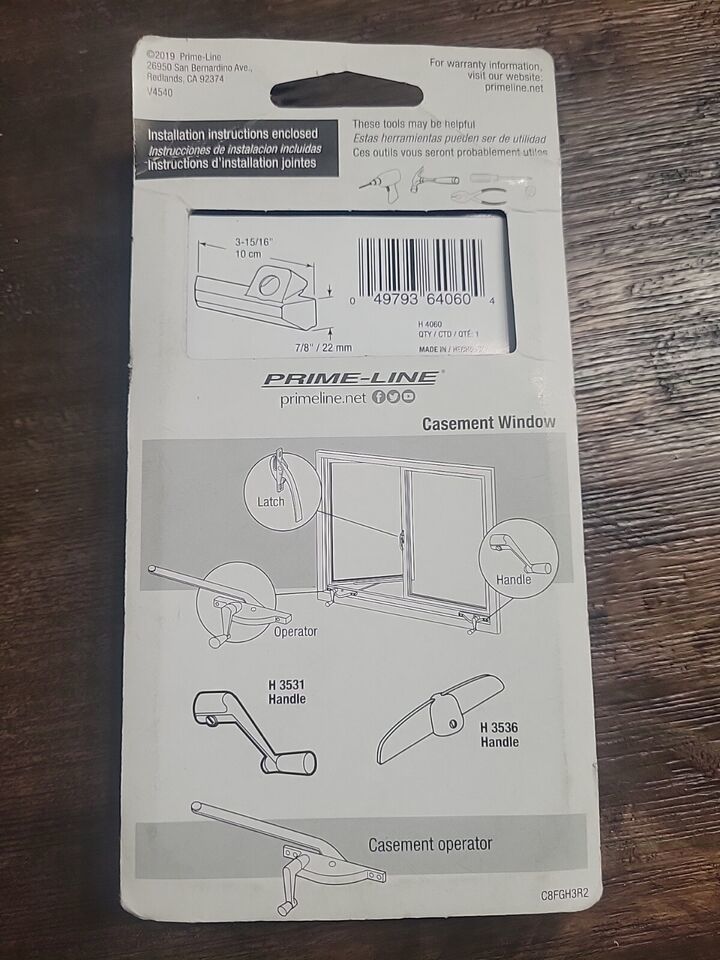 ©2019 Prime-Line
26950 San Bernardino Ave.,
Redlands, CA 92374
V4540
For warranty information,
visit our website:
primeline.net
Installation instructions enclosed
Instrucciones de instalacion incluidas
Instructions d'installation jointes
These tools may be helpful
Estas herramientas pueden ser de utilidad
Ces outils vous seront probablement utiles
3-15/16"
10 cm
7/8" / 22 mm
0 49793 64060 4
H 4060
QTY / CTD / QTÉ: 1
MADE IN /
PRIME-LINE®
primeline.net
Casement Window
Latch
Handle
Operator
H 3531
Handle
H 3536
Handle
Casement operator
C8FGH3R2